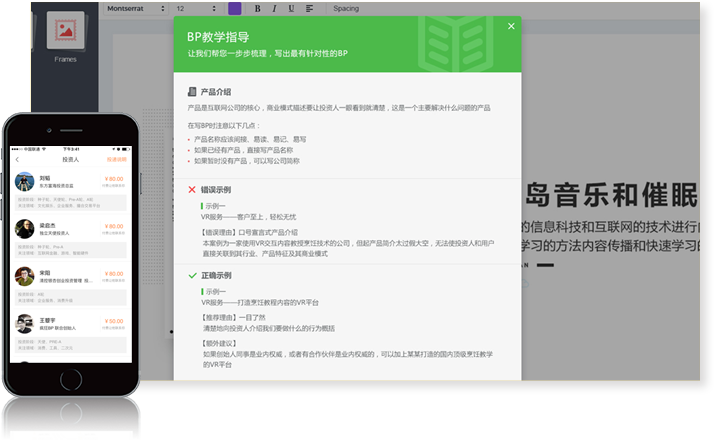 Montserrat
12
B I U
Spacing
Frames
BP教学指导
让我们帮您一步步梳理，写出最有针对性的BP
产品介绍
产品是互联网公司的核心，商业模式描述要让投资人一眼看到就清楚，这是一个主要解决什么问题的产品
在写BP时注意以下几点：
产品名称应该间接、易读、易记、易写
如果已经有产品，直接写产品名称
如果暂时没有产品，可以写公司简称
错误示例
示例一
VR服务——客户至上，轻松无忧
【错误理由】口号宣言式产品介绍
本案例为一家使用VR交互内容教授烹饪技术的公司，但起产品简介太过假大空，无法使投资人和用户
直接关联到其行业、产品特征及其商业模式
正确示例
示例一
VR服务——打造烹饪教程内容的VR平台
【推荐理由】一目了然
清楚地向投资人介绍我们要做什么的行为概括
【额外建议】
如果创始人同事是业内权威，或者有合作伙伴是业内权威的，可以加上某某打造的国内顶级烹饪教学
的VR平台
岛音乐和催眠
的信息科技和互联网的技术进行
学习的方法内容传播和快速学习的
中国联通
下午3:41
投资人
刘韬
东方富海投资总监
￥80.00
梁启杰
独立天使投资人
￥80.00
宋阳
￥50.00
王黎宇
疯狂BP 联合创始人
￥50.00